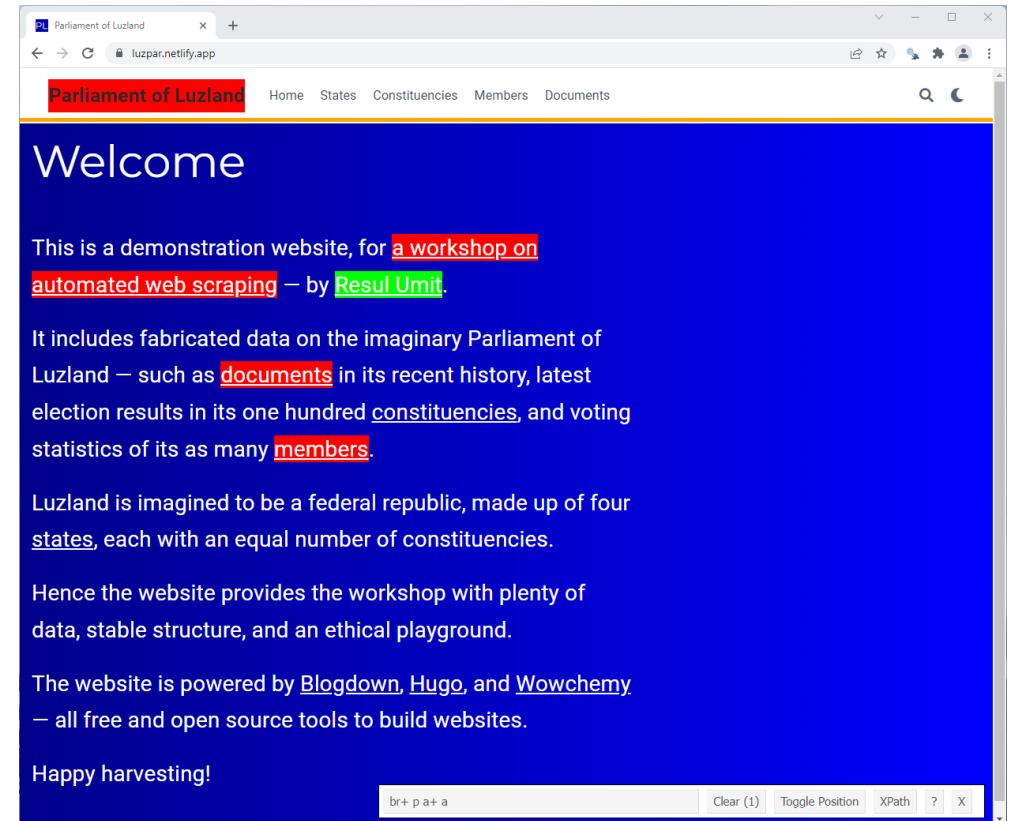 PL Parliament of Luzland
luzpar.netlify.app
Parliament of Luzland Home States Constituencies Members Documents
Welcome
This is a demonstration website, for a workshop on
automated web scraping — by Resul Umit.
It includes fabricated data on the imaginary Parliament of
Luzland — such as documents in its recent history, latest
election results in its one hundred constituencies, and voting
statistics of its as many members.
Luzland is imagined to be a federal republic, made up of four
states, each with an equal number of constituencies.
Hence the website provides the workshop with plenty of
data, stable structure, and an ethical playground.
The website is powered by Blogdown, Hugo, and Wowchemy
— all free and open source tools to build websites.
Happy harvesting!
br+ p a+ a Clear (1) Toggle Position XPath ? X